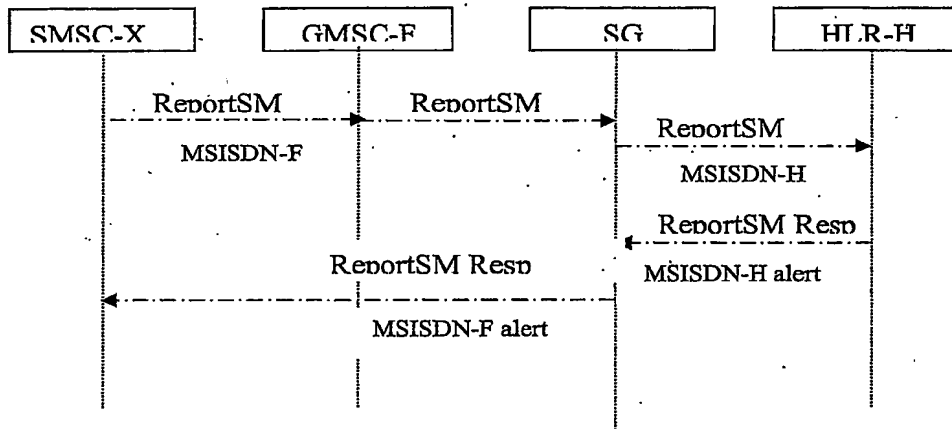 SMSC-X GMSC-F SG HLR-H
ReportSM ReportSM
MSISDN-F
ReportSM
MSISDN-H
ReportSM Resp
MSISDN-H alert
ReportSM Resp
MSISDN-F alert